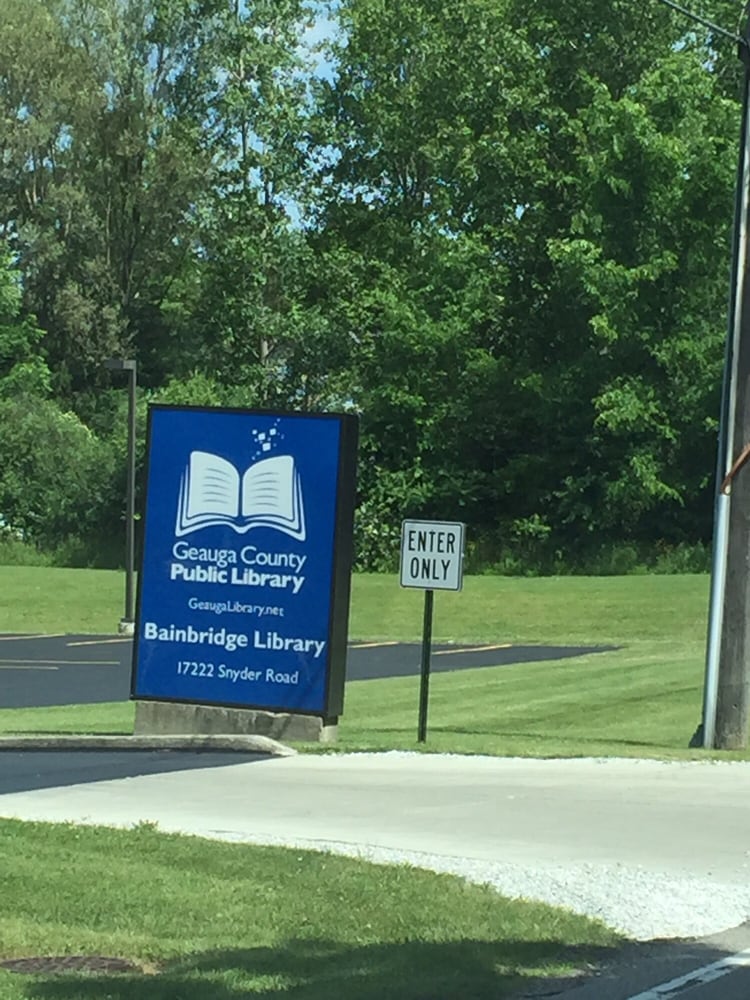 Geauga County
Public Library
GeaugaLibrary.net
Bainbridge Library
17222 Snyder Road
ENTER
ONLY